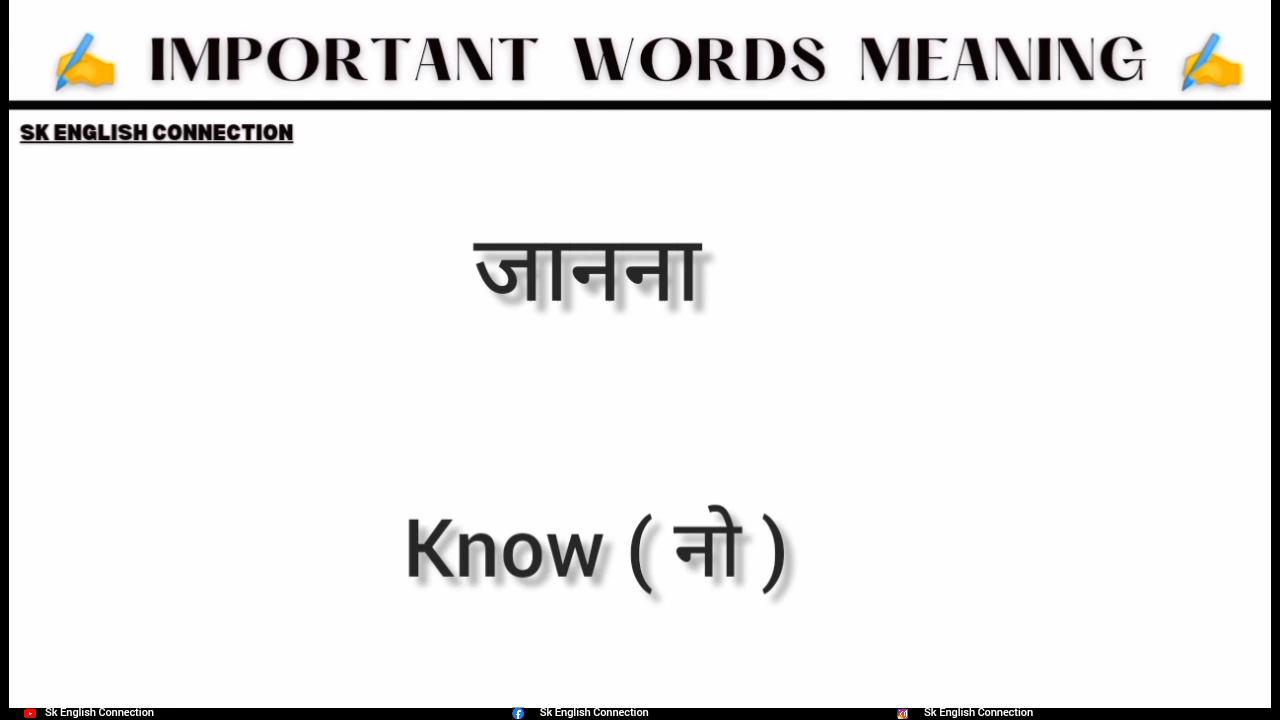 ✍️ IMPORTANT WORDS MEANING ✍️
SK ENGLISH CONNECTION
जानना
Know ( नो )
Sk English Connection Sk English Connection Sk English Connection